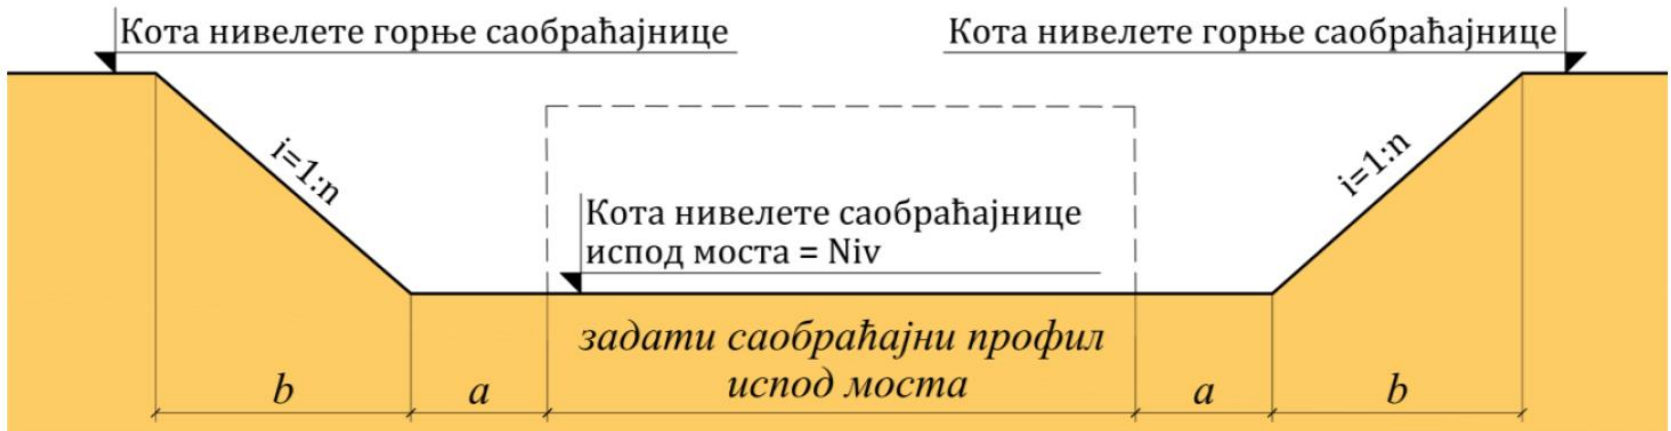 Кота нивелете горње саобраћајнице
Кота нивелете горње саобраћајнице
i=1:n
i=1:n
Кота нивелете саобраћајнице
испод моста = Niv
задати саобраћајни профил
испод моста
b
a
a
b